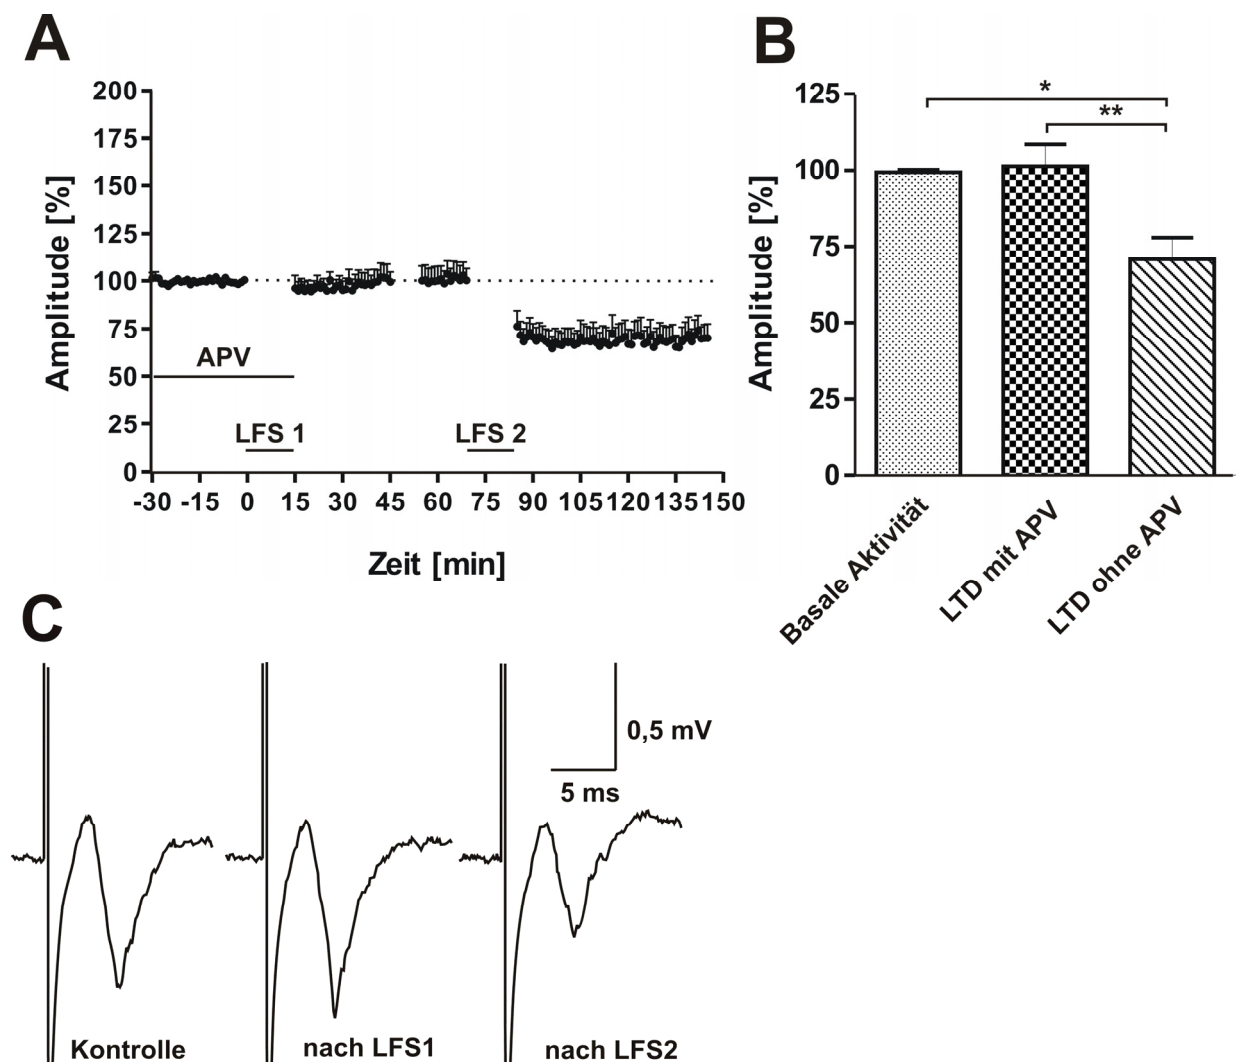 A
Amplitude [%]
200
175
150
125
100
75
50
25
0
APV
LFS 1
LFS 2
-30 -15 0 15 30 45 60 75 90 105 120 135 150
Zeit [min]
B
Amplitude [%]
125
100
75
50
25
0
*
**
Basale Aktivität
LTD mit APV
LTD ohne APV
C
0,5 mV
5 ms
Kontrolle
nach LFS1
nach LFS2